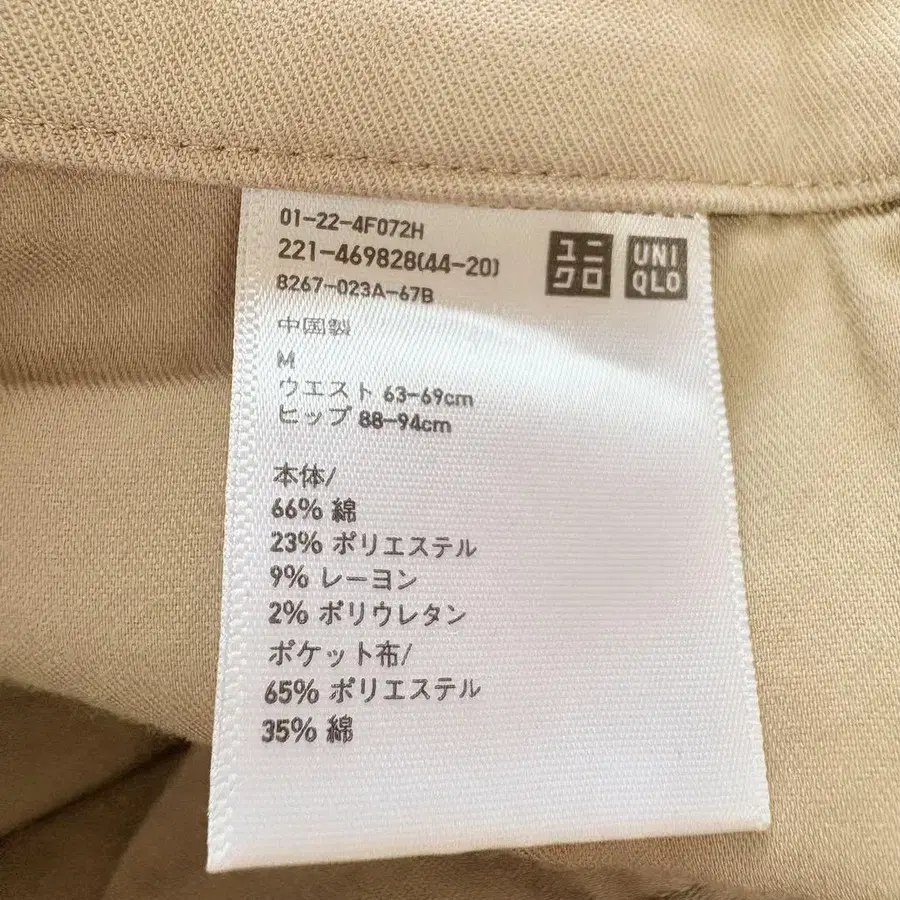 01-22-4F072H
221-469828(44-20)
8267-023A-67B
ユニ
クロ
UNI
QLO
中国製
M
ウエスト 63-69cm
ヒップ 88-94cm
本体/
66% 綿
23% ポリエステル
9% レーヨン
2% ポリウレタン
ポケット布/
65% ポリエステル
35% 綿